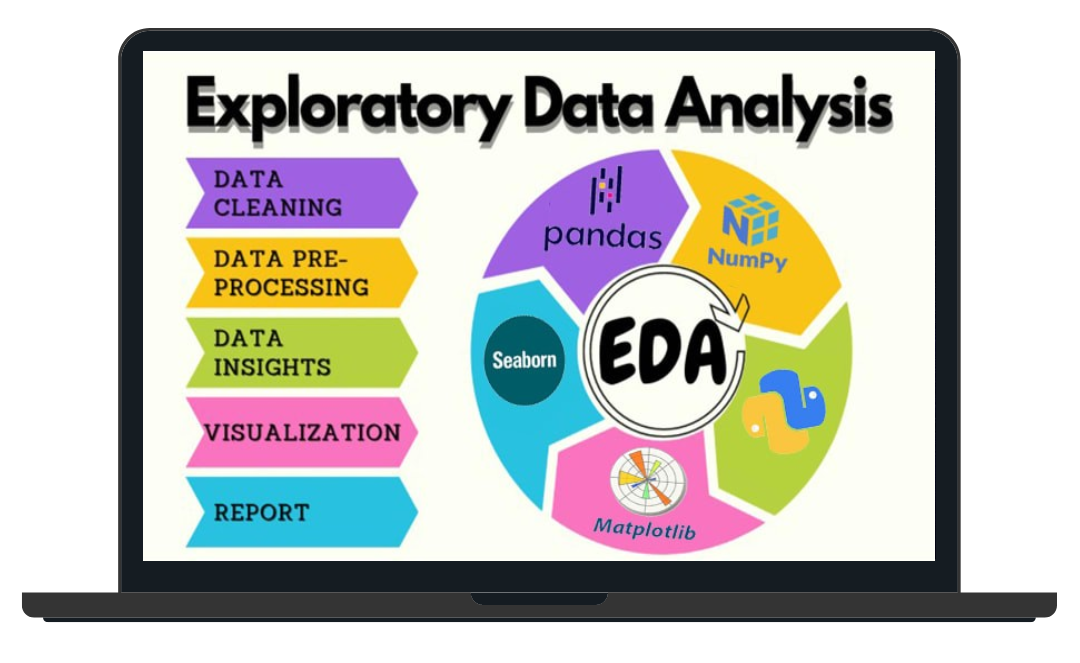 Exploratory Data Analysis
DATA
CLEANING
DATA PRE-
PROCESSING
DATA
INSIGHTS
VISUALIZATION
REPORT
pandas
NumPy
Seaborn
EDA
Matplotlib